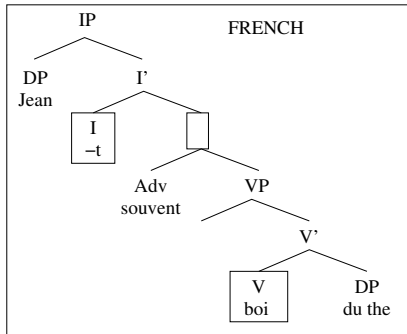 IP
FRENCH
DP
Jean
I'
I
–t
Adv
souvent
VP
V'
V
boi
DP
du the